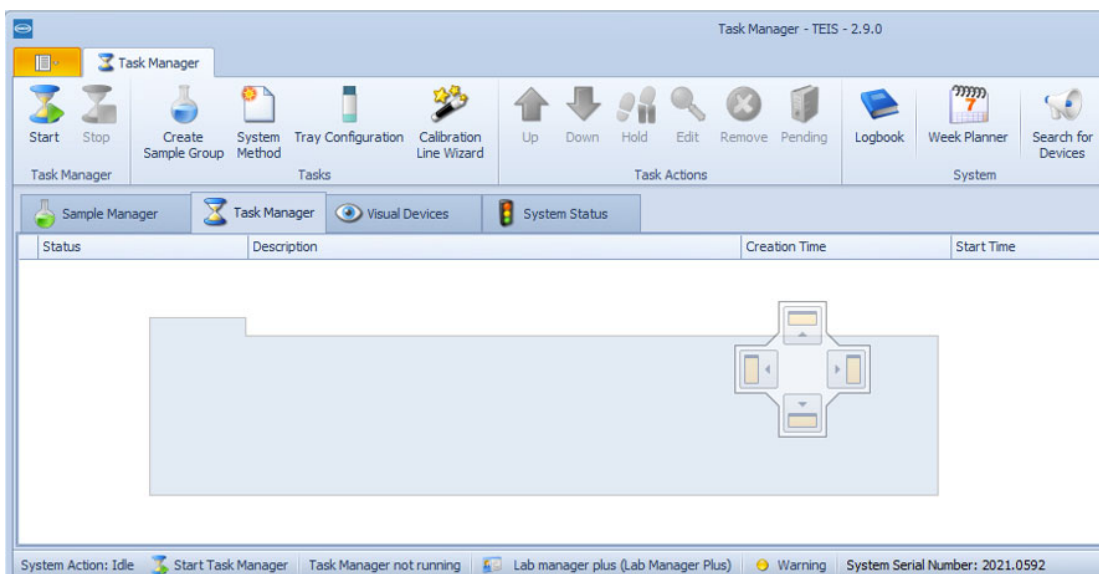 Task Manager - TEIS - 2.9.0
Task Manager
Start
Stop
Create
Sample Group
System
Method
Tray Configuration
Calibration
Line Wizard
Up
Down
Hold
Edit
Remove
Pending
Logbook
7
Week Planner
Search for
Devices
Task Manager
Tasks
Task Actions
System
Sample Manager
Task Manager
Visual Devices
System Status
Status
Description
Creation Time
Start Time
System Action: Idle
Start Task Manager
Task Manager not running
Lab manager plus (Lab Manager Plus)
Warning
System Serial Number: 2021.0592